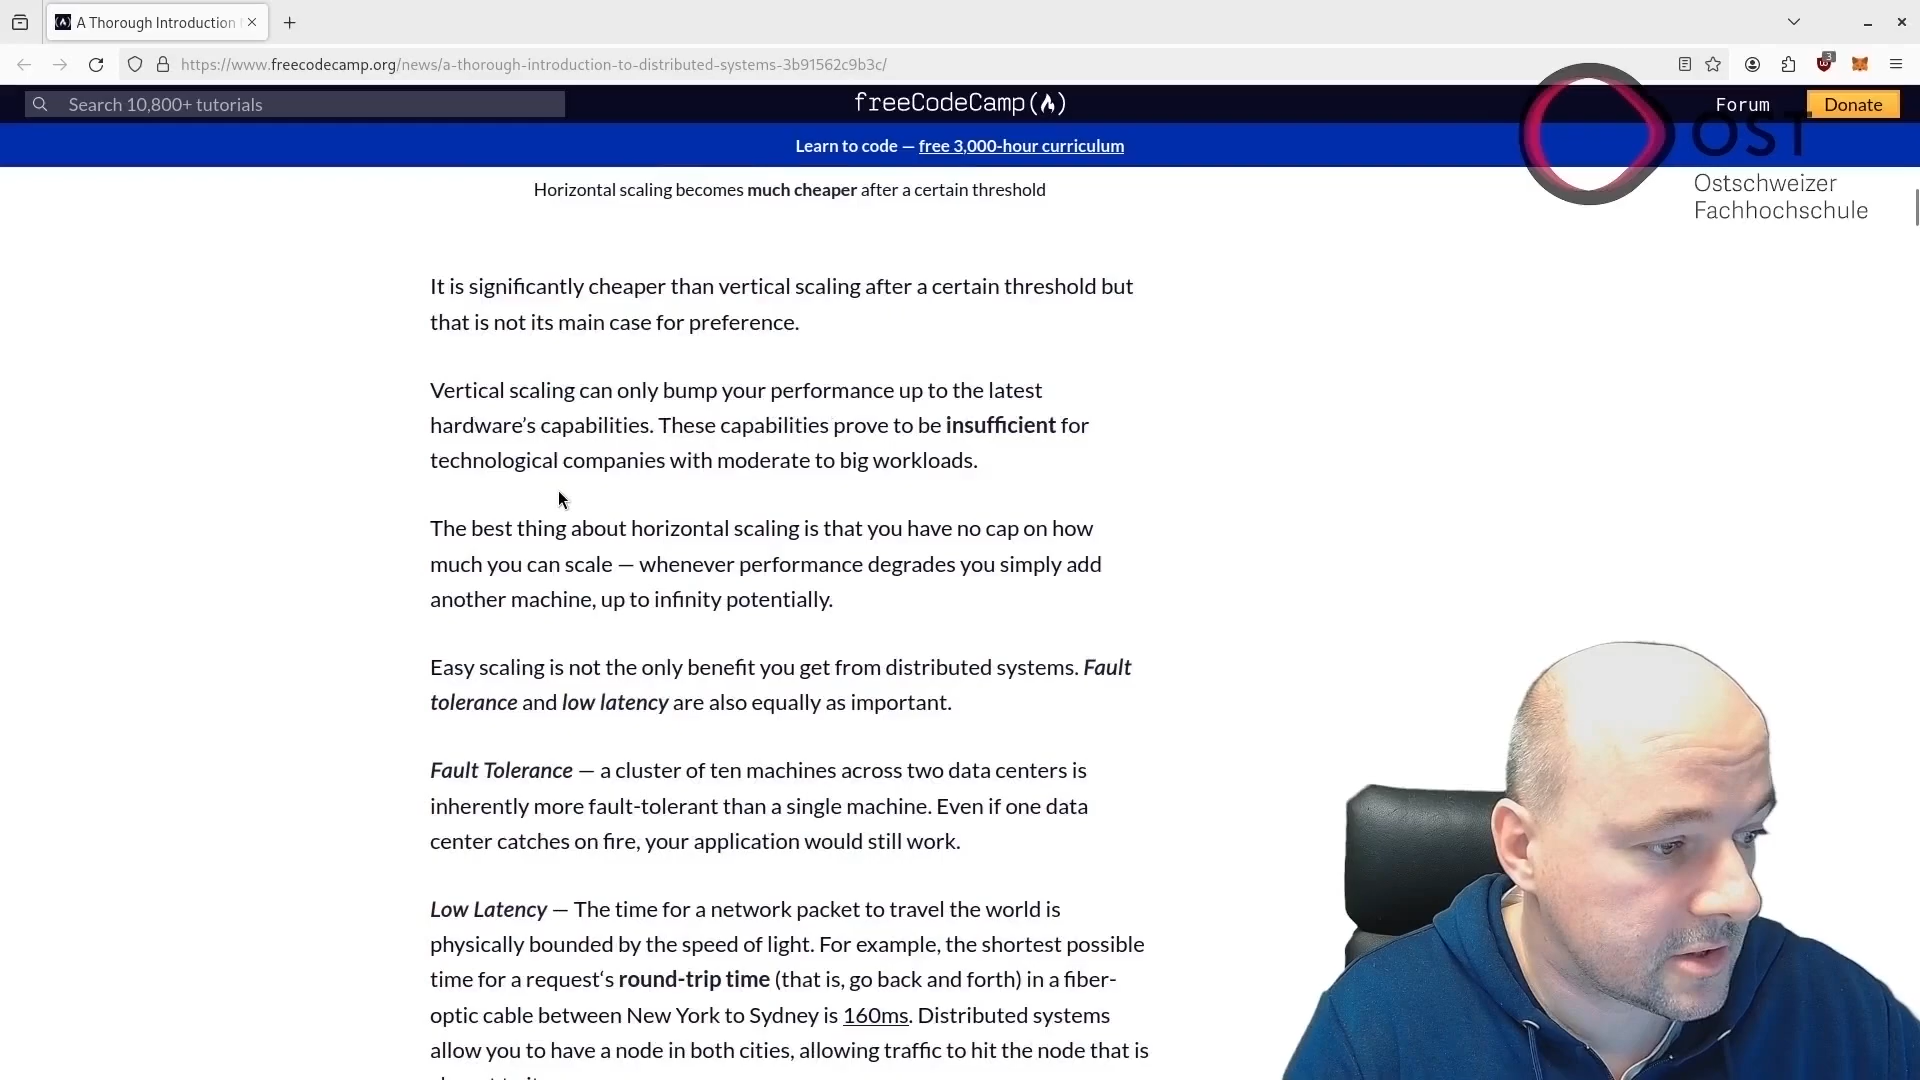 A Thorough Introduction
https://www.freecodecamp.org/news/a-thorough-introduction-to-distributed-systems-3b91562c9b3c/
3
Search 10,800+ tutorials
freeCodeCamp
Forum
Donate
Learn to code — free 3,000-hour curriculum
OST
Ostschweizer
Fachhochschule
Horizontal scaling becomes much cheaper after a certain threshold
It is significantly cheaper than vertical scaling after a certain threshold but
that is not its main case for preference.
Vertical scaling can only bump your performance up to the latest
hardware’s capabilities. These capabilities prove to be insufficient for
technological companies with moderate to big workloads.
The best thing about horizontal scaling is that you have no cap on how
much you can scale — whenever performance degrades you simply add
another machine, up to infinity potentially.
Easy scaling is not the only benefit you get from distributed systems. Fault
tolerance and low latency are also equally as important.
Fault Tolerance — a cluster of ten machines across two data centers is
inherently more fault-tolerant than a single machine. Even if one data
center catches on fire, your application would still work.
Low Latency — The time for a network packet to travel the world is
physically bounded by the speed of light. For example, the shortest possible
time for a request‘s round-trip time (that is, go back and forth) in a fiber-
optic cable between New York to Sydney is 160ms. Distributed systems
allow you to have a node in both cities, allowing traffic to hit the node that is